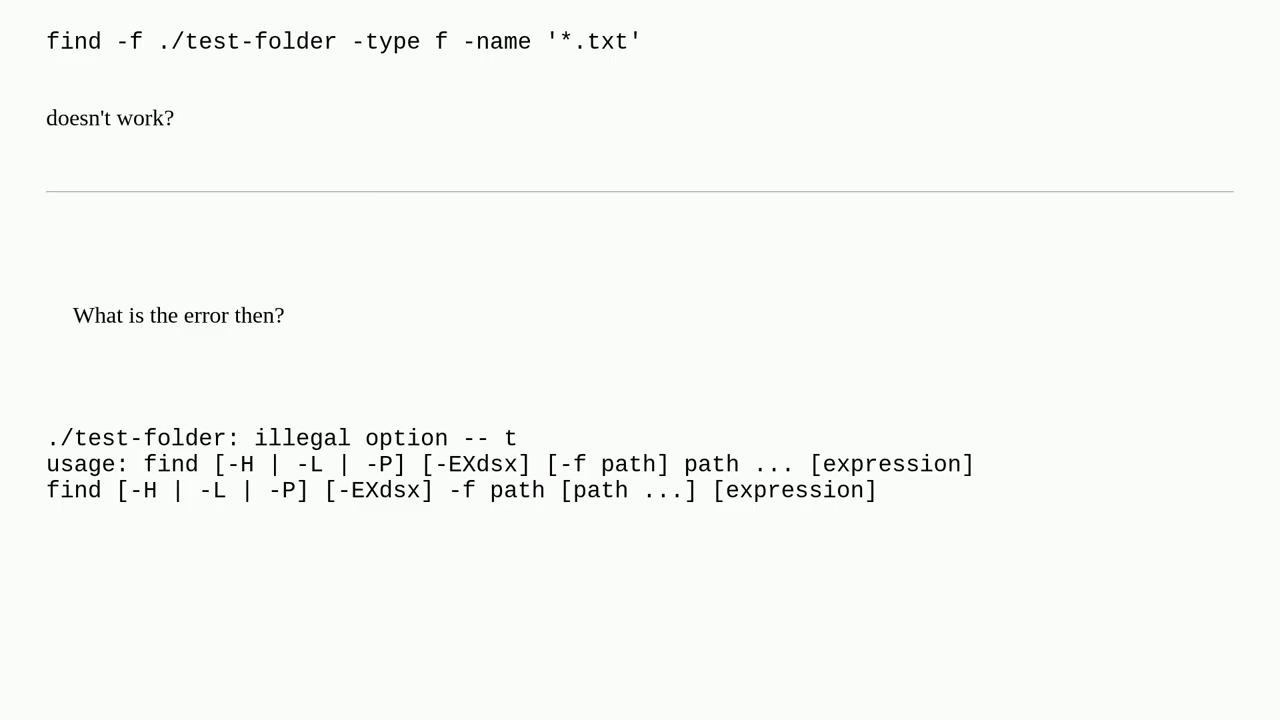 find -f ./test-folder -type f -name '*.txt'
doesn't work?
What is the error then?
./test-folder: illegal option -- t
usage: find [-H | -L | -P] [-EXdsx] [-f path] path ... [expression]
find [-H | -L | -P] [-EXdsx] -f path [path ...] [expression]